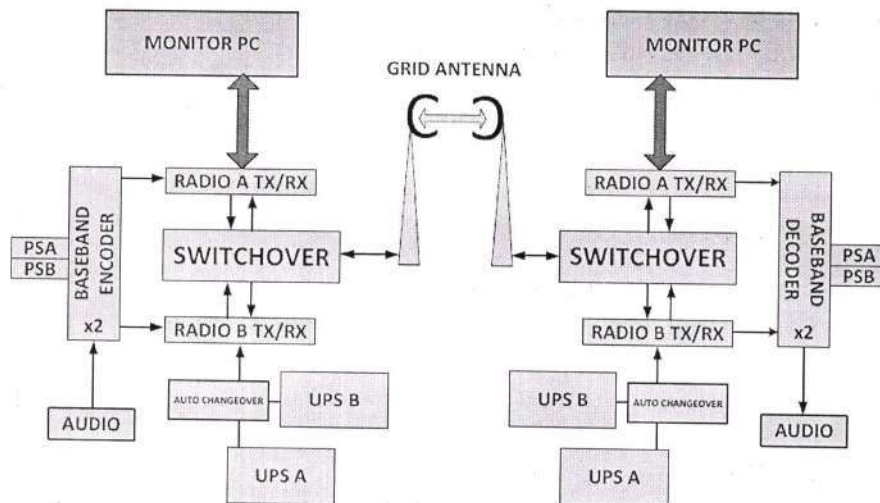 MONITOR PC
MONITOR PC
GRID ANTENNA
RADIO A TX/RX
RADIO A TX/RX
BASEBAND
ENCODER
x2
PSA
PSB
SWITCHOVER
SWITCHOVER
BASEBAND
DECODER
x2
PSA
PSB
RADIO B TX/RX
RADIO B TX/RX
AUTO CHANGEOVER
UPS B
UPS B
AUTO CHANGEOVER
AUDIO
AUDIO
UPS A
UPS A